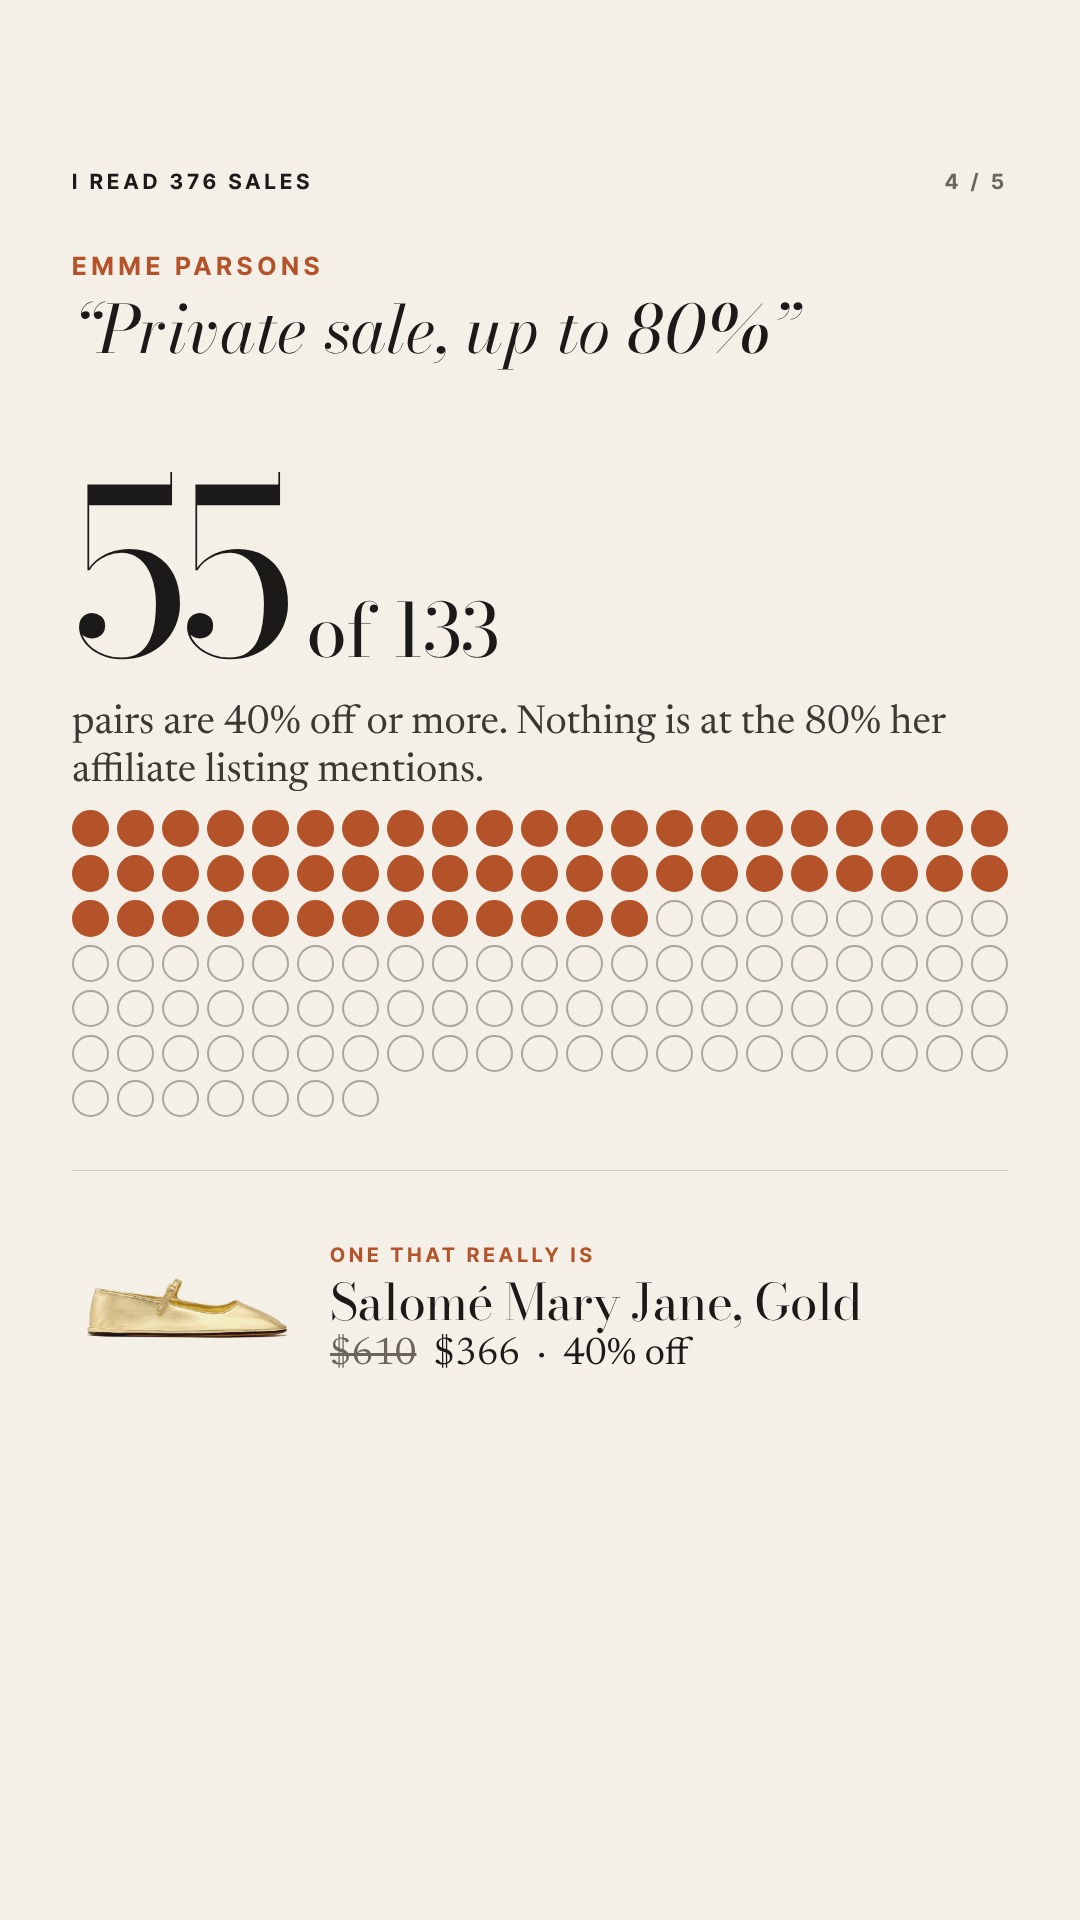 I READ 376 SALES
4 / 5
EMME PARSONS
“Private sale, up to 80%”
55 of 133
pairs are 40% off or more. Nothing is at the 80% her
affiliate listing mentions.
ONE THAT REALLY IS
Salomé Mary Jane, Gold
$610 $366 · 40% off